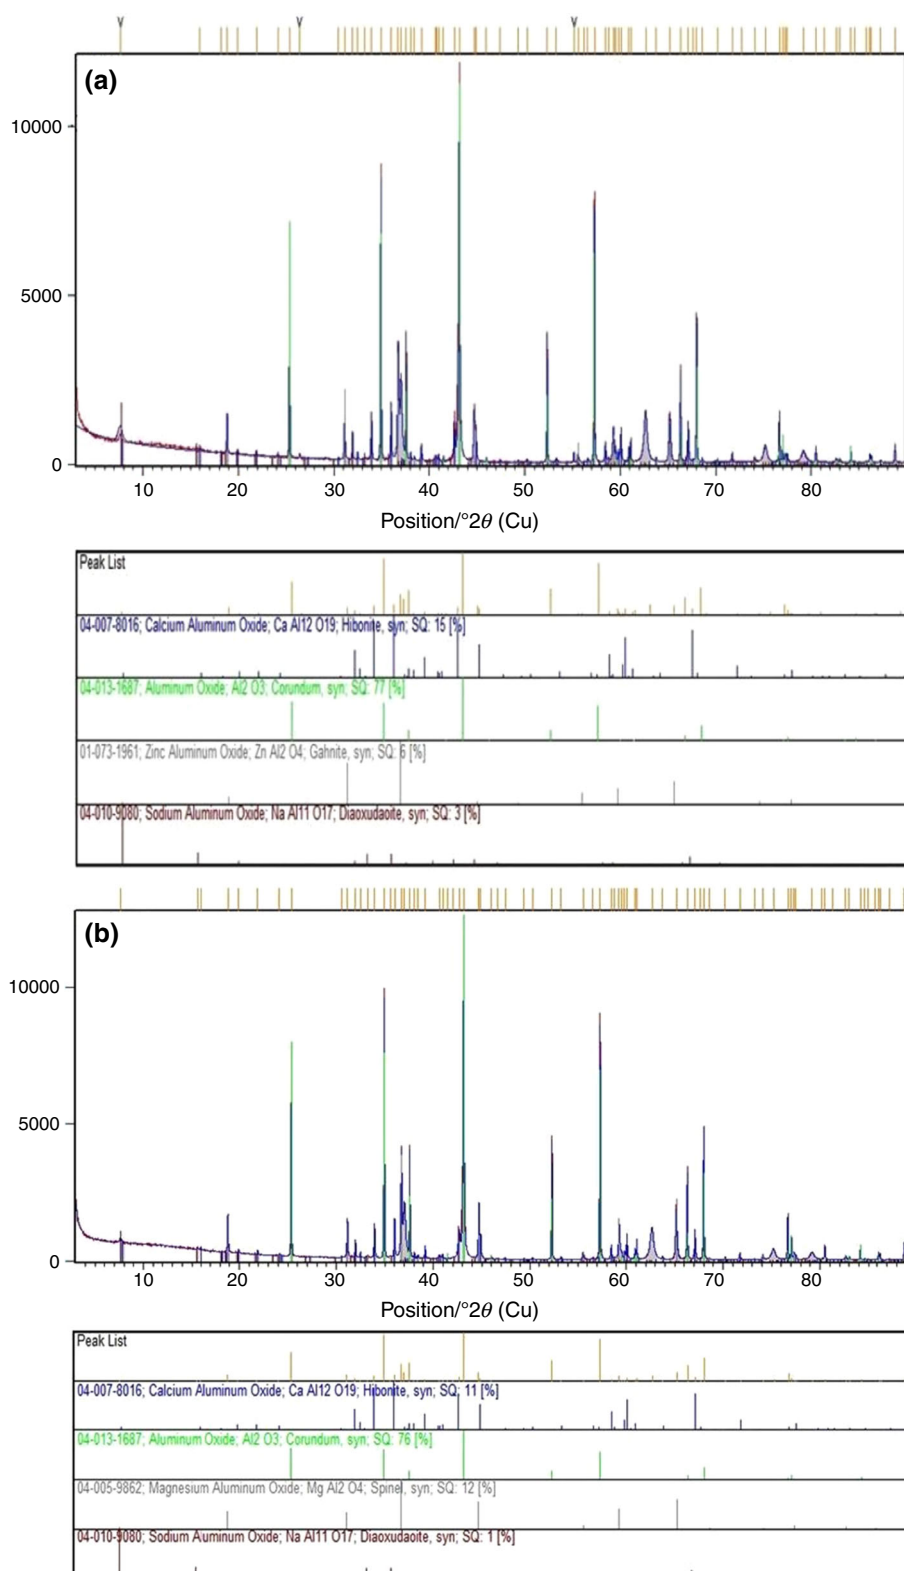 (a)
10000
5000
0
10 20 30 40 50 60 70 80
Position/°2θ (Cu)
Peak List
04-007-8016; Calcium Aluminum Oxide; Ca Al12 O19; Hibonite, syn; SQ: 15 [%]
04-013-1687; Aluminum Oxide; Al2 O3; Corundum, syn; SQ: 77 [%]
01-073-1961; Zinc Aluminum Oxide; Zn Al2 O4; Gahnite, syn; SQ: 6 [%]
04-010-9080; Sodium Aluminum Oxide; Na Al11 O17; Diaoxudaoite, syn; SQ: 3 [%]
(b)
10000
5000
0
10 20 30 40 50 60 70 80
Position/°2θ (Cu)
Peak List
04-007-8016; Calcium Aluminum Oxide; Ca Al12 O19; Hibonite, syn; SQ: 11 [%]
04-013-1687; Aluminum Oxide; Al2 O3; Corundum, syn; SQ: 76 [%]
04-005-9862; Magnesium Aluminum Oxide; Mg Al2 O4; Spinel, syn; SQ: 12 [%]
04-010-9080; Sodium Aluminum Oxide; Na Al11 O17; Diaoxudaoite, syn; SQ: 1 [%]